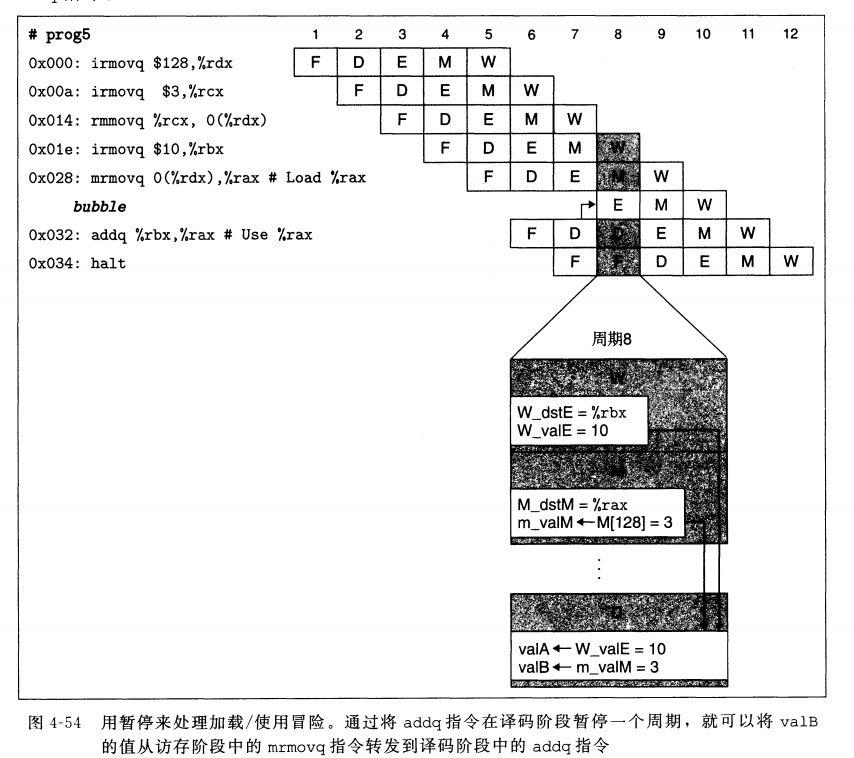 # prog5 1 2 3 4 5 6 7 8 9 10 11 12
0x000: irmovq $128,%rdx F D E M W
0x00a: irmovq $3,%rcx F D E M W
0x014: rmmovq %rcx, 0(%rdx) F D E M W
0x01e: irmovq $10,%rbx F D E M W
0x028: mrmovq 0(%rdx),%rax # Load %rax F D E M W
bubble E M W
0x032: addq %rbx,%rax # Use %rax F D D E M W
0x034: halt F F D E M W
周期8
W
W_dstE = %rbx
W_valE = 10
M
M_dstM = %rax
m_valM ← M[128] = 3
D
valA ← W_valE = 10
valB ← m_valM = 3
图 4-54 用暂停来处理加载/使用冒险。通过将 addq 指令在译码阶段暂停一个周期，就可以将 valB
的值从访存阶段中的 mrmovq 指令转发到译码阶段中的 addq 指令